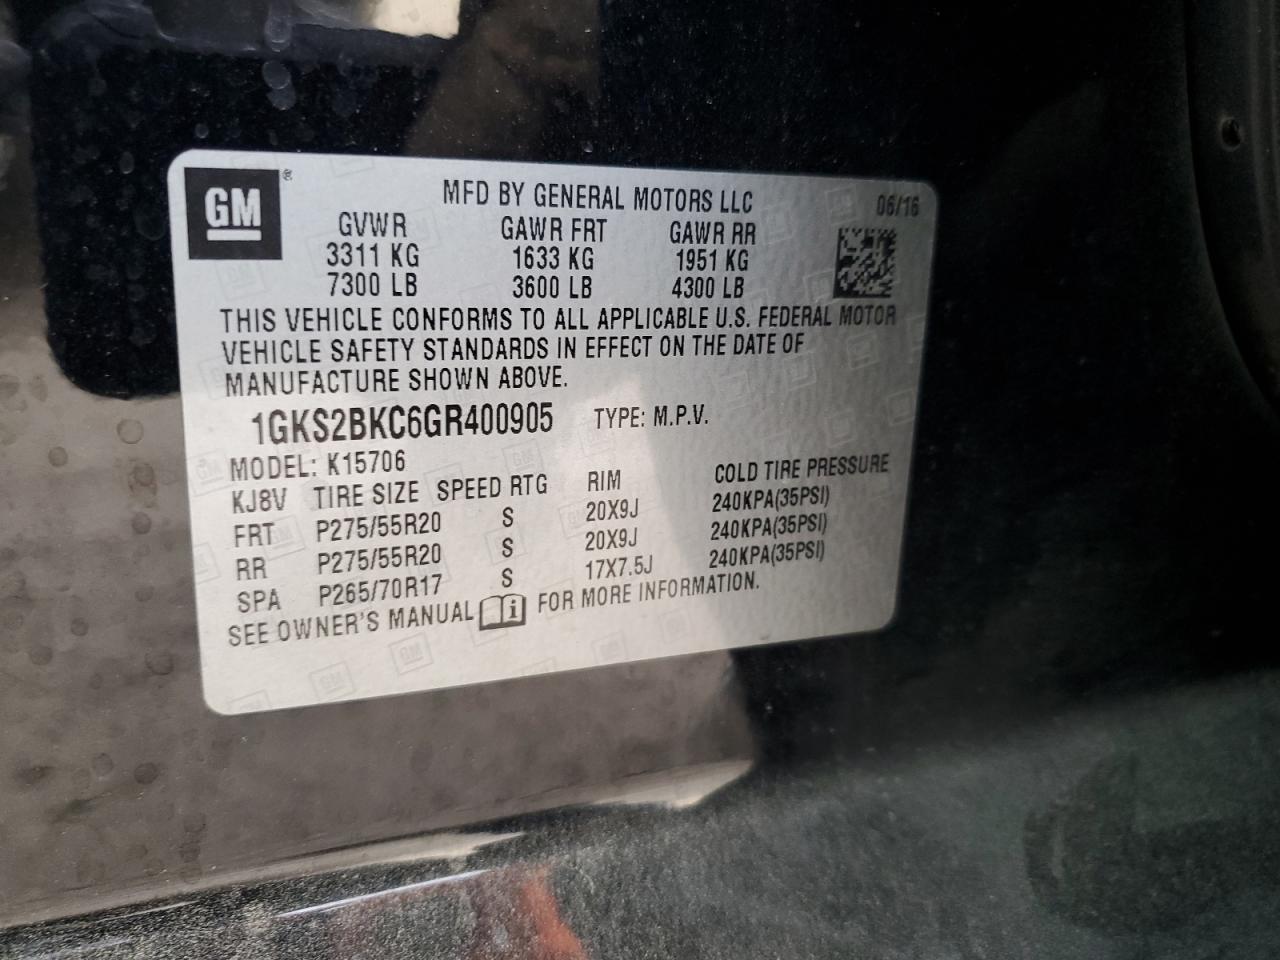 GM®
MFD BY GENERAL MOTORS LLC 06/16
GVWR GAWR FRT GAWR RR
3311 KG 1633 KG 1951 KG
7300 LB 3600 LB 4300 LB
THIS VEHICLE CONFORMS TO ALL APPLICABLE U.S. FEDERAL MOTOR
VEHICLE SAFETY STANDARDS IN EFFECT ON THE DATE OF
MANUFACTURE SHOWN ABOVE.
1GKS2BKC6GR400905 TYPE: M.P.V.
MODEL: K15706
KJ8V TIRE SIZE SPEED RTG RIM COLD TIRE PRESSURE
FRT P275/55R20 S 20X9J 240KPA(35PSI)
RR P275/55R20 S 20X9J 240KPA(35PSI)
SPA P265/70R17 S 17X7.5J 240KPA(35PSI)
SEE OWNER'S MANUAL i FOR MORE INFORMATION.